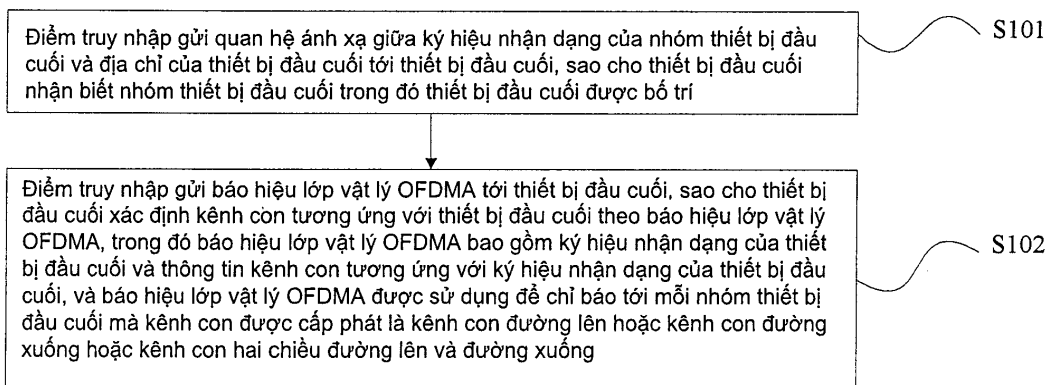 Điểm truy nhập gửi quan hệ ánh xạ giữa ký hiệu nhận dạng của nhóm thiết bị đầu
cuối và địa chỉ của thiết bị đầu cuối tới thiết bị đầu cuối, sao cho thiết bị đầu cuối
nhận biết nhóm thiết bị đầu cuối trong đó thiết bị đầu cuối được bố trí
S101
Điểm truy nhập gửi báo hiệu lớp vật lý OFDMA tới thiết bị đầu cuối, sao cho thiết bị
đầu cuối xác định kênh con tương ứng với thiết bị đầu cuối theo báo hiệu lớp vật lý
OFDMA, trong đó báo hiệu lớp vật lý OFDMA bao gồm ký hiệu nhận dạng của thiết
bị đầu cuối và thông tin kênh con tương ứng với ký hiệu nhận dạng của thiết bị đầu
cuối, và báo hiệu lớp vật lý OFDMA được sử dụng để chỉ báo tới mỗi nhóm thiết bị
đầu cuối mà kênh con được cấp phát là kênh con đường lên hoặc kênh con đường
xuống hoặc kênh con hai chiều đường lên và đường xuống
S102